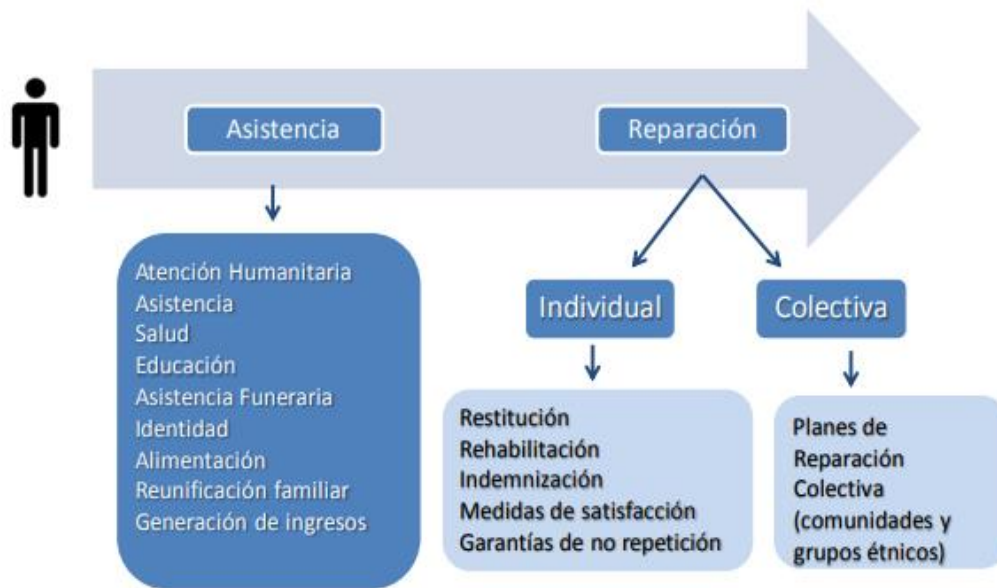 Asistencia
Reparación
Atención Humanitaria
Asistencia
Salud
Educación
Asistencia Funeraria
Identidad
Alimentación
Reunificación familiar
Generación de ingresos
Individual
Restitución
Rehabilitación
Indemnización
Medidas de satisfacción
Garantías de no repetición
Colectiva
Planes de
Reparación
Colectiva
(comunidades y
grupos étnicos)